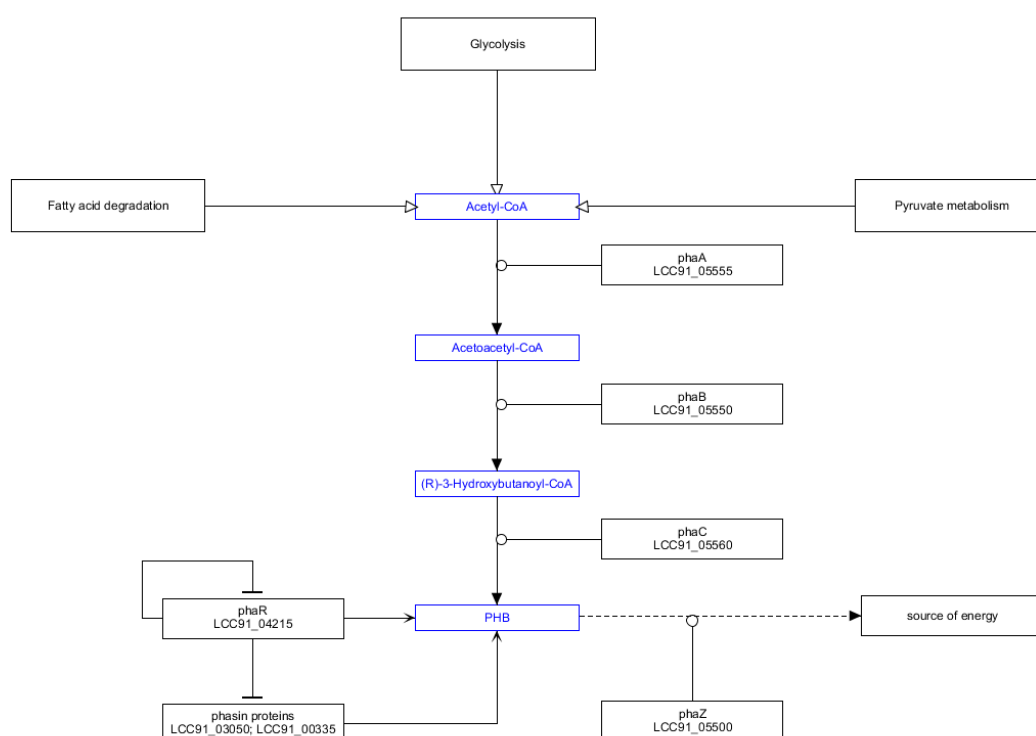 Glycolysis
Fatty acid degradation
Acetyl-CoA
Pyruvate metabolism
phaA
LCC91_05555
Acetoacetyl-CoA
phaB
LCC91_05550
(R)-3-Hydroxybutanoyl-CoA
phaC
LCC91_05560
phaR
LCC91_04215
PHB
source of energy
phasin proteins
LCC91_03050; LCC91_00335
phaZ
LCC91_05500